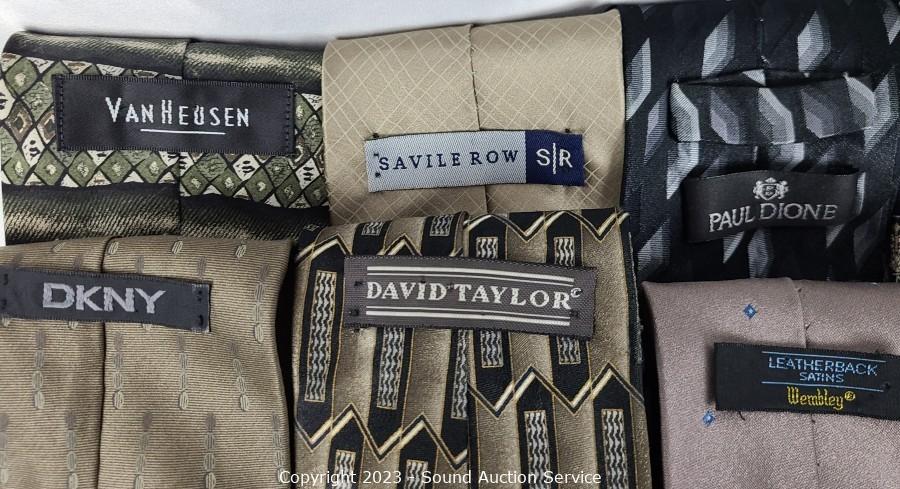 VAN HEUSEN
SAVILE ROW S|R
PAUL DIONE
DKNY
DAVID TAYLOR©
LEATHERBACK
SATINS
Wembley®
Copyright 2023 - Sound Auction Service